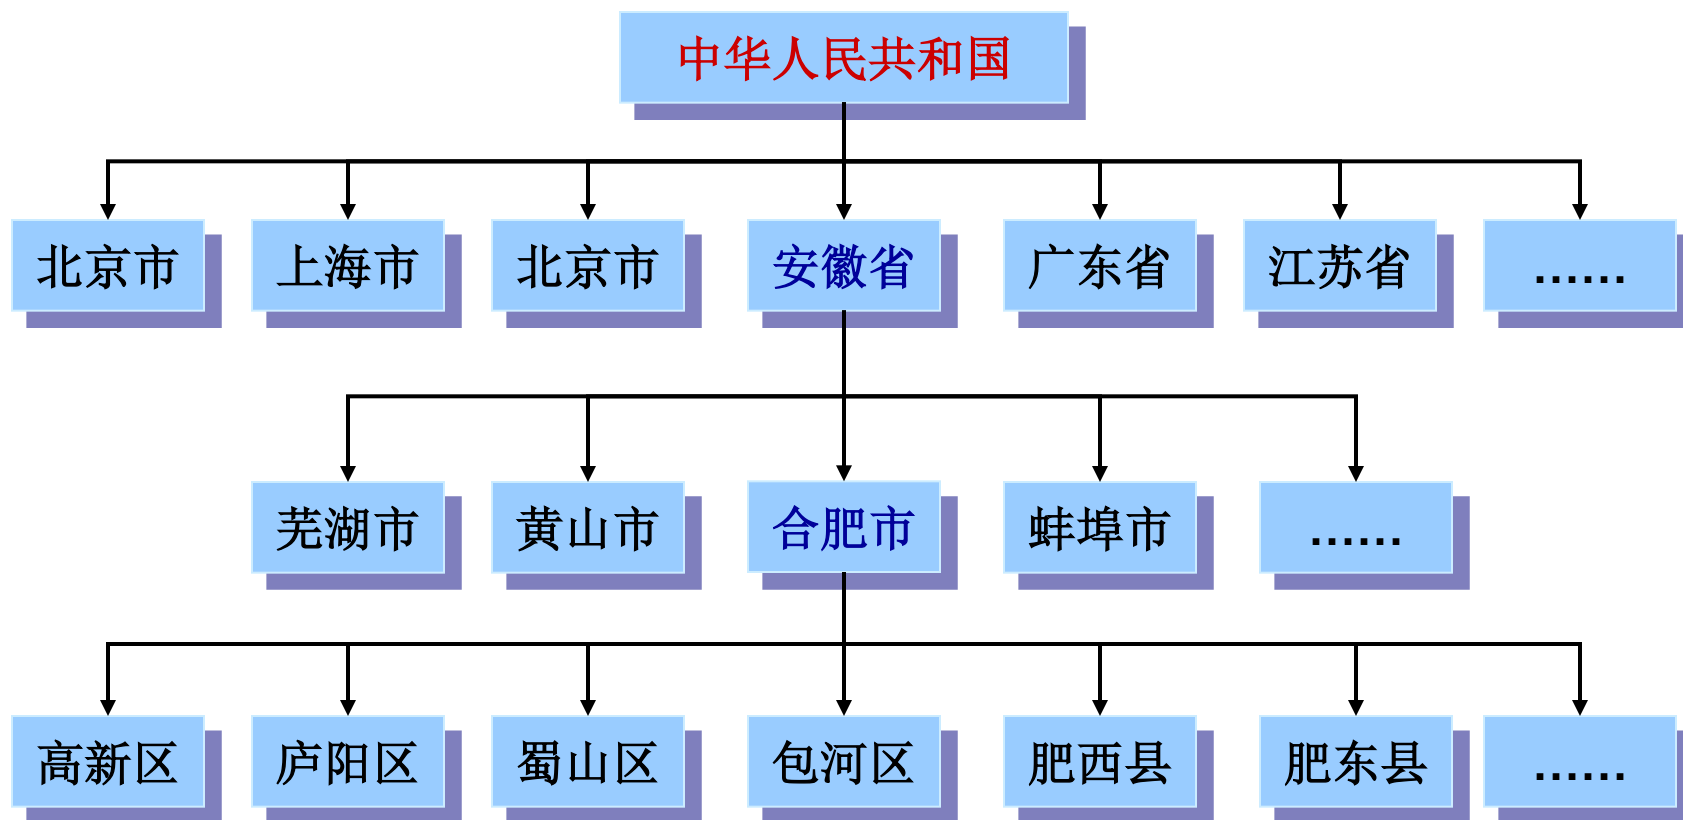 中华人民共和国
北京市 上海市 北京市 安徽省 广东省 江苏省 ……
芜湖市 黄山市 合肥市 蚌埠市 ……
高新区 庐阳区 蜀山区 包河区 肥西县 肥东县 ……